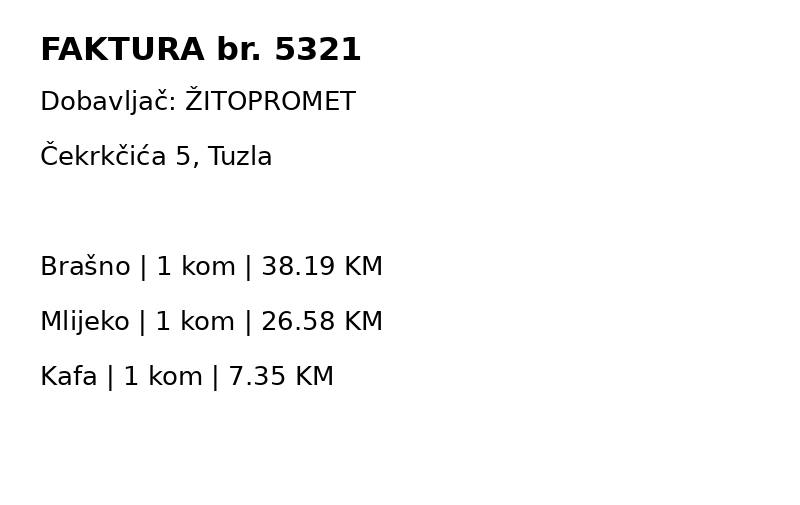 FAKTURA br. 5321
Dobavljač: ŽITOPROMET
Čekrkčića 5, Tuzla
Brašno | 1 kom | 38.19 KM
Mlijeko | 1 kom | 26.58 KM
Kafa | 1 kom | 7.35 KM